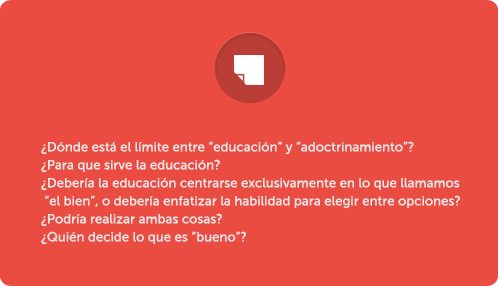 ¿Dónde está el límite entre “educación” y “adoctrinamiento”?
¿Para que sirve la educación?
¿Debería la educación centrarse exclusivamente en lo que llamamos
“el bien”, o debería enfatizar la habilidad para elegir entre opciones?
¿Podría realizar ambas cosas?
¿Quién decide lo que es “bueno”?